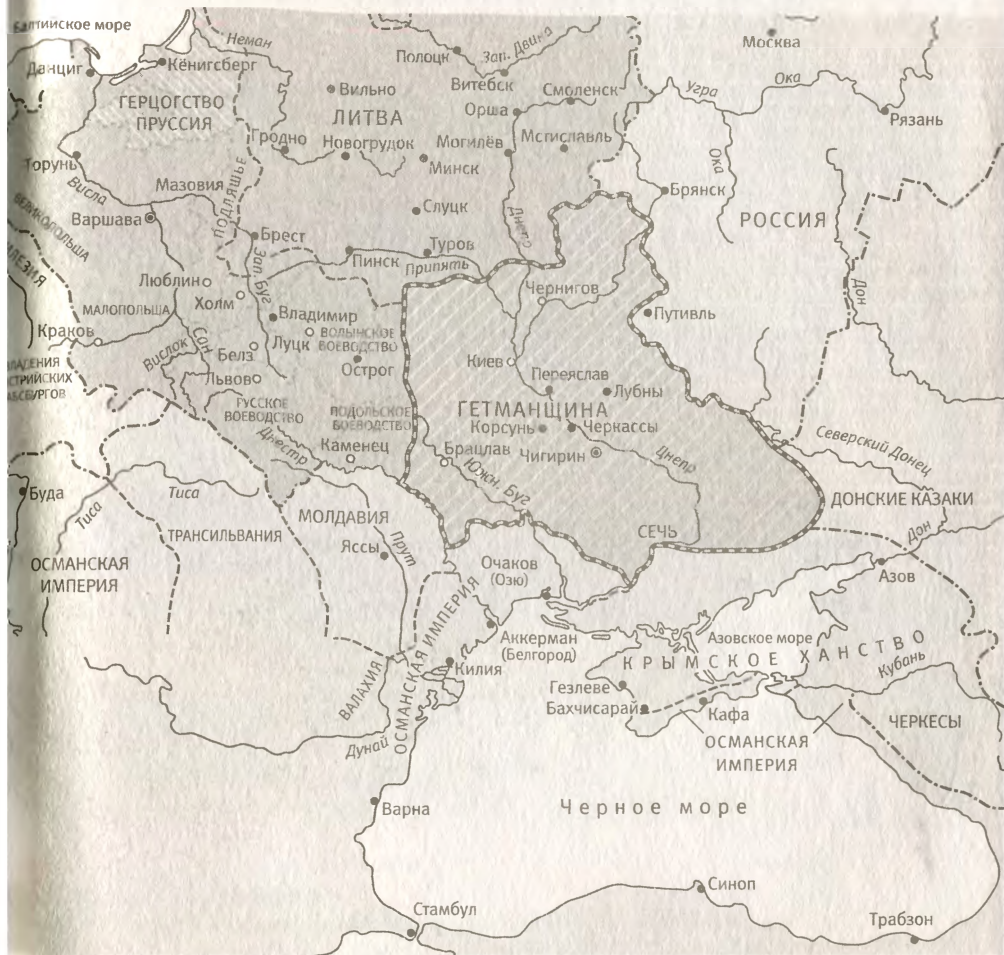 Балтийское море
Данциг
Кёнигсберг
Неман
Полоцк
Зап. Двина
Москва
Витебск
Смоленск
Угра
Ока
Рязань
ГЕРЦОГСТВО
ПРУССИЯ
Вильно
ЛИТВА
Орша
Гродно
Новогрудок
Могилёв
Мстиславль
Минск
Ока
Торунь
Висла
Мазовия
ПОДЛЯШЬЕ
Слуцк
Днепр
Брянск
РОССИЯ
ВЕЛИКОПОЛЬША
Варшава
Брест
Туров
Пинск
Припять
Люблин
Зап. Буг
Чернигов
Дон
МАЛОПОЛЬША
Холм
Владимир
Путивль
Краков
Сан
Луцк
ВОЛЫНСКОЕ
ВОЕВОДСТВО
Вислок
Белз
Острог
Киев
Переяслав
Лубны
Львов
РУССКОЕ
ВОЕВОДСТВО
ПОДОЛЬСКОЕ
ВОЕВОДСТВО
ГЕТМАНЩИНА
Корсунь
Черкассы
Северский Донец
Днестр
Каменец
Брацлав
Чигирин
Днепр
Южн. Буг
Буда
Тиса
Тиса
МОЛДАВИЯ
ДОНСКИЕ КАЗАКИ
ТРАНСИЛЬВАНИЯ
Яссы
Прут
СЕЧЬ
Дон
ОСМАНСКАЯ
ИМПЕРИЯ
Очаков
(Озю)
Азов
Аккерман
(Белгород)
Азовское море
КРЫМСКОЕ ХАНСТВО
Кубань
ВАЛАХИЯ
ОСМАНСКАЯ ИМПЕРИЯ
Килия
Гезлеве
Бахчисарай
Кафа
ЧЕРКЕСЫ
Дунай
ОСМАНСКАЯ
ИМПЕРИЯ
Варна
Черное море
Синоп
Стамбул
Трабзон